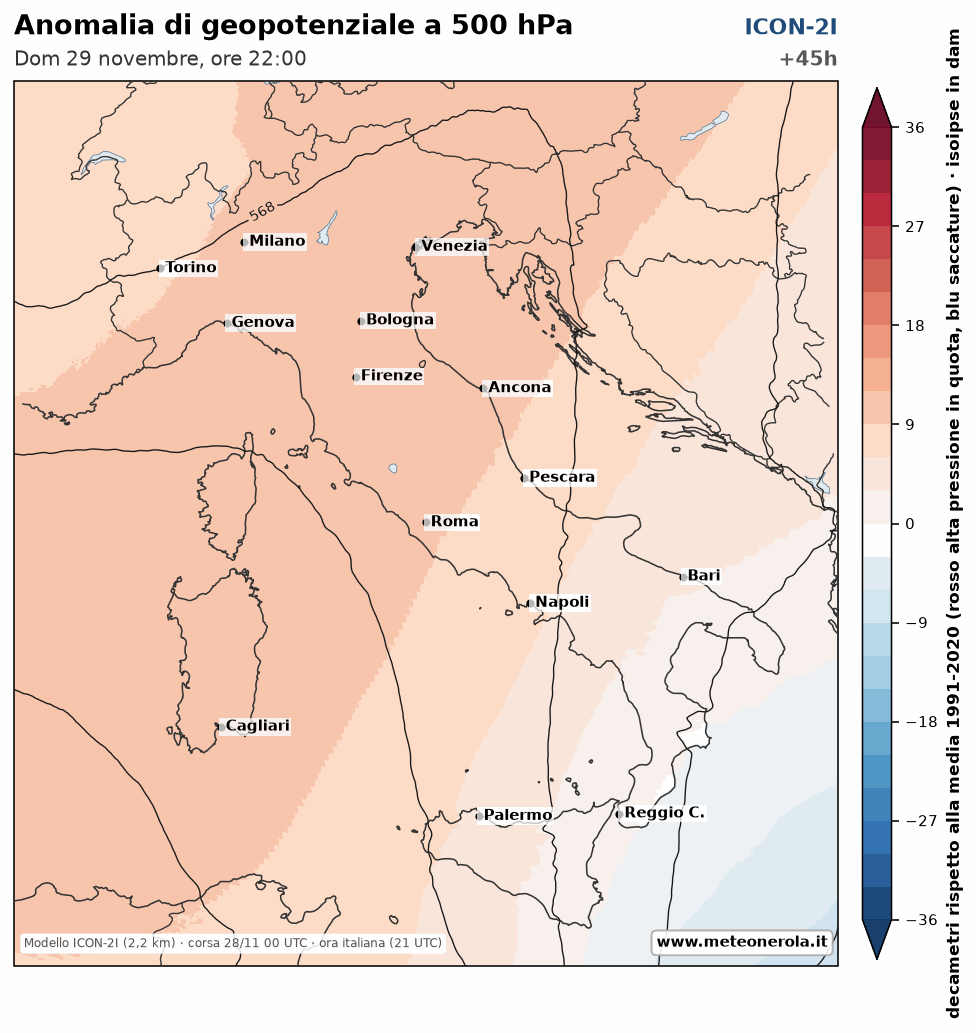 Anomalia di geopotenziale a 500 hPa
ICON-2I
Dom 29 novembre, ore 22:00
+45h
568
Milano
Venezia
Torino
Genova
Bologna
Firenze
Ancona
Pescara
Roma
Bari
Napoli
Cagliari
Palermo
Reggio C.
Modello ICON-2I (2,2 km) · corsa 28/11 00 UTC · ora italiana (21 UTC)
www.meteonerola.it
36
27
18
9
0
−9
−18
−27
−36
decametri rispetto alla media 1991-2020 (rosso alta pressione in quota, blu saccature) · isoipse in dam